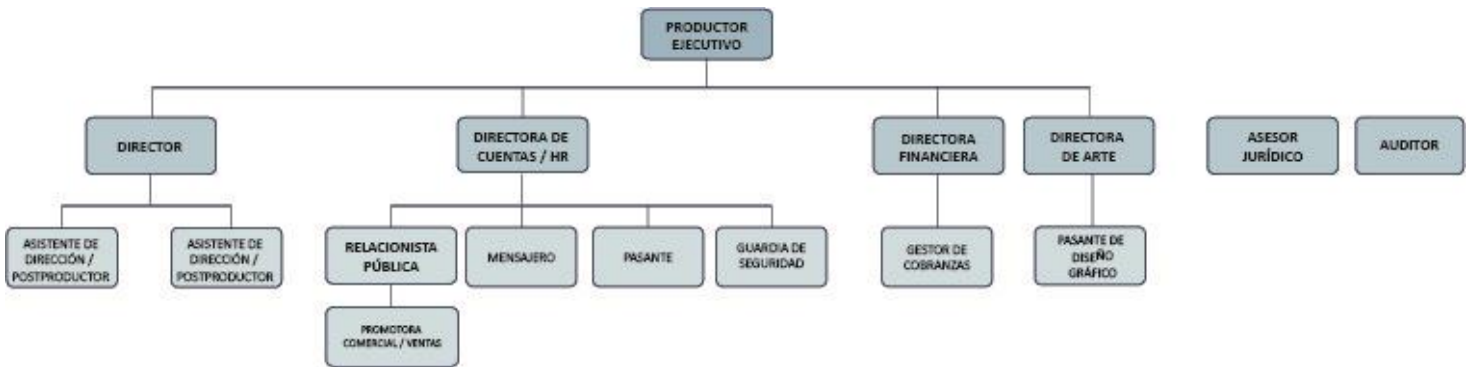 PRODUCTOR
EJECUTIVO
DIRECTOR
DIRECTORA DE
CUENTAS / HR
DIRECTORA
FINANCIERA
DIRECTORA
DE ARTE
ASESOR
JURÍDICO
AUDITOR
ASISTENTE DE
DIRECCIÓN /
POSTPRODUCTOR
ASISTENTE DE
DIRECCIÓN /
POSTPRODUCTOR
RELACIONISTA
PÚBLICA
MENSAJERO
PASANTE
GUARDIA DE
SEGURIDAD
GESTOR DE
COBRANZAS
PASANTE DE
DISEÑO
GRÁFICO
PROMOTORA
COMERCIAL / VENTAS